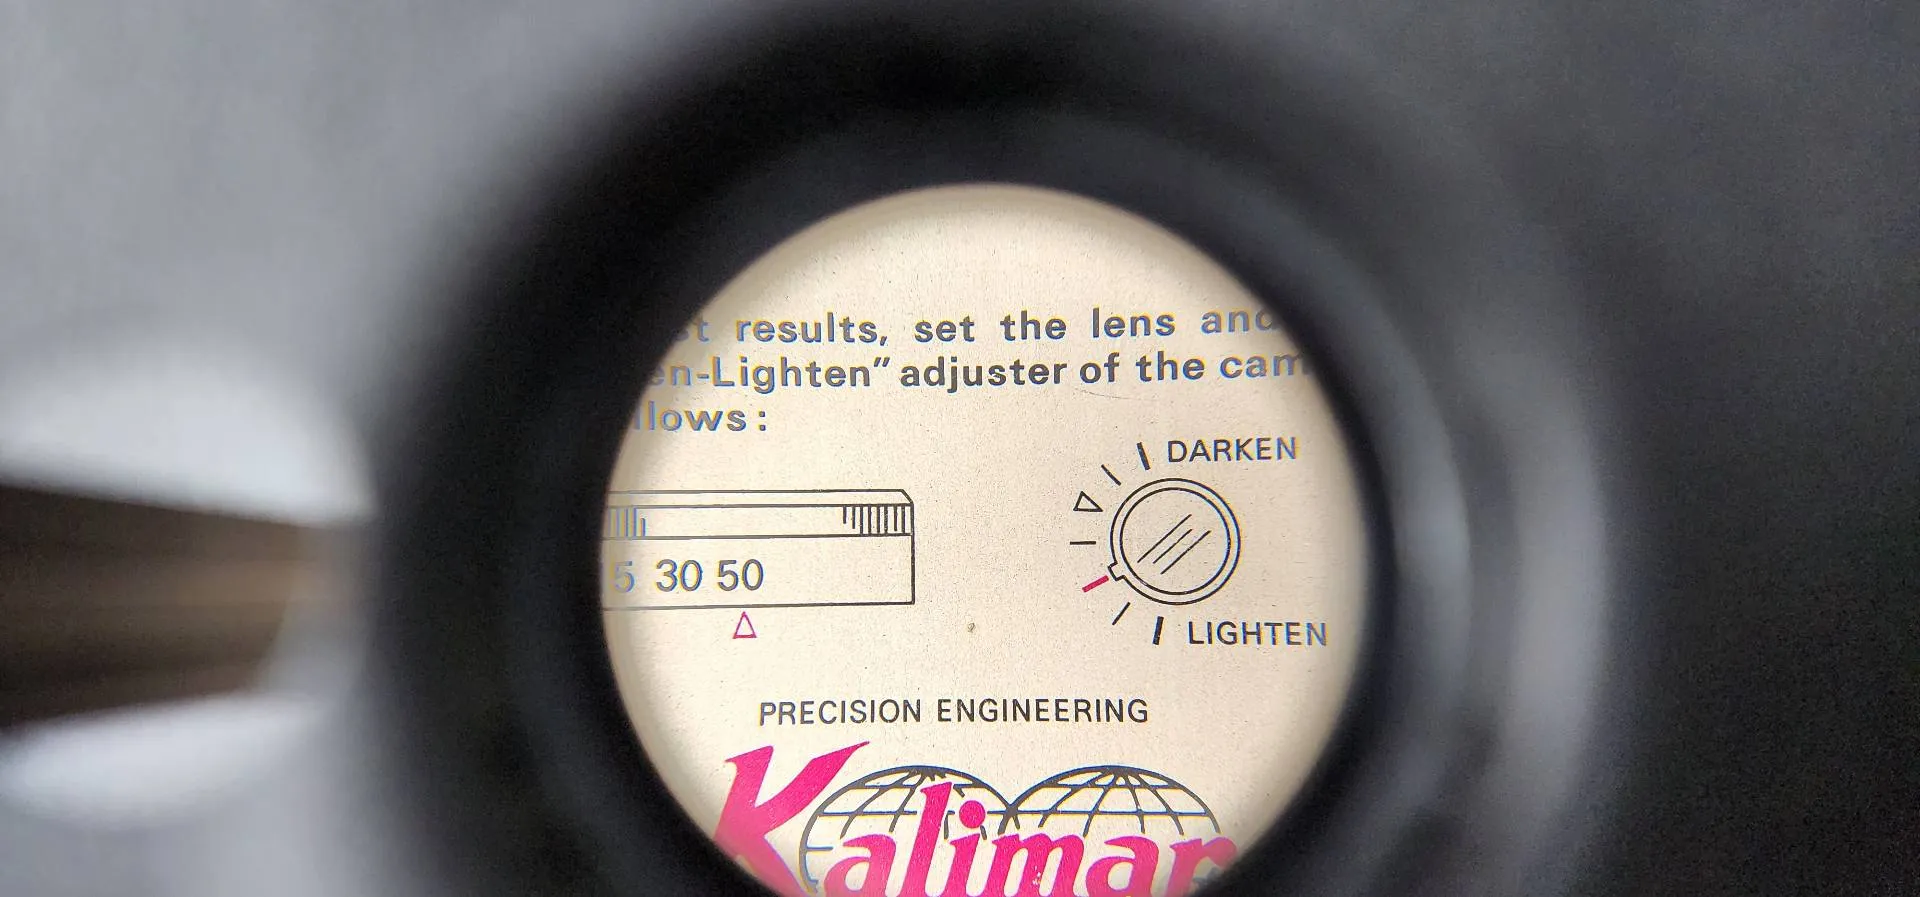 results, set the lens and
en-Lighten” adjuster of the cam
llows :
DARKEN
5 30 50
LIGHTEN
PRECISION ENGINEERING
Kalimar